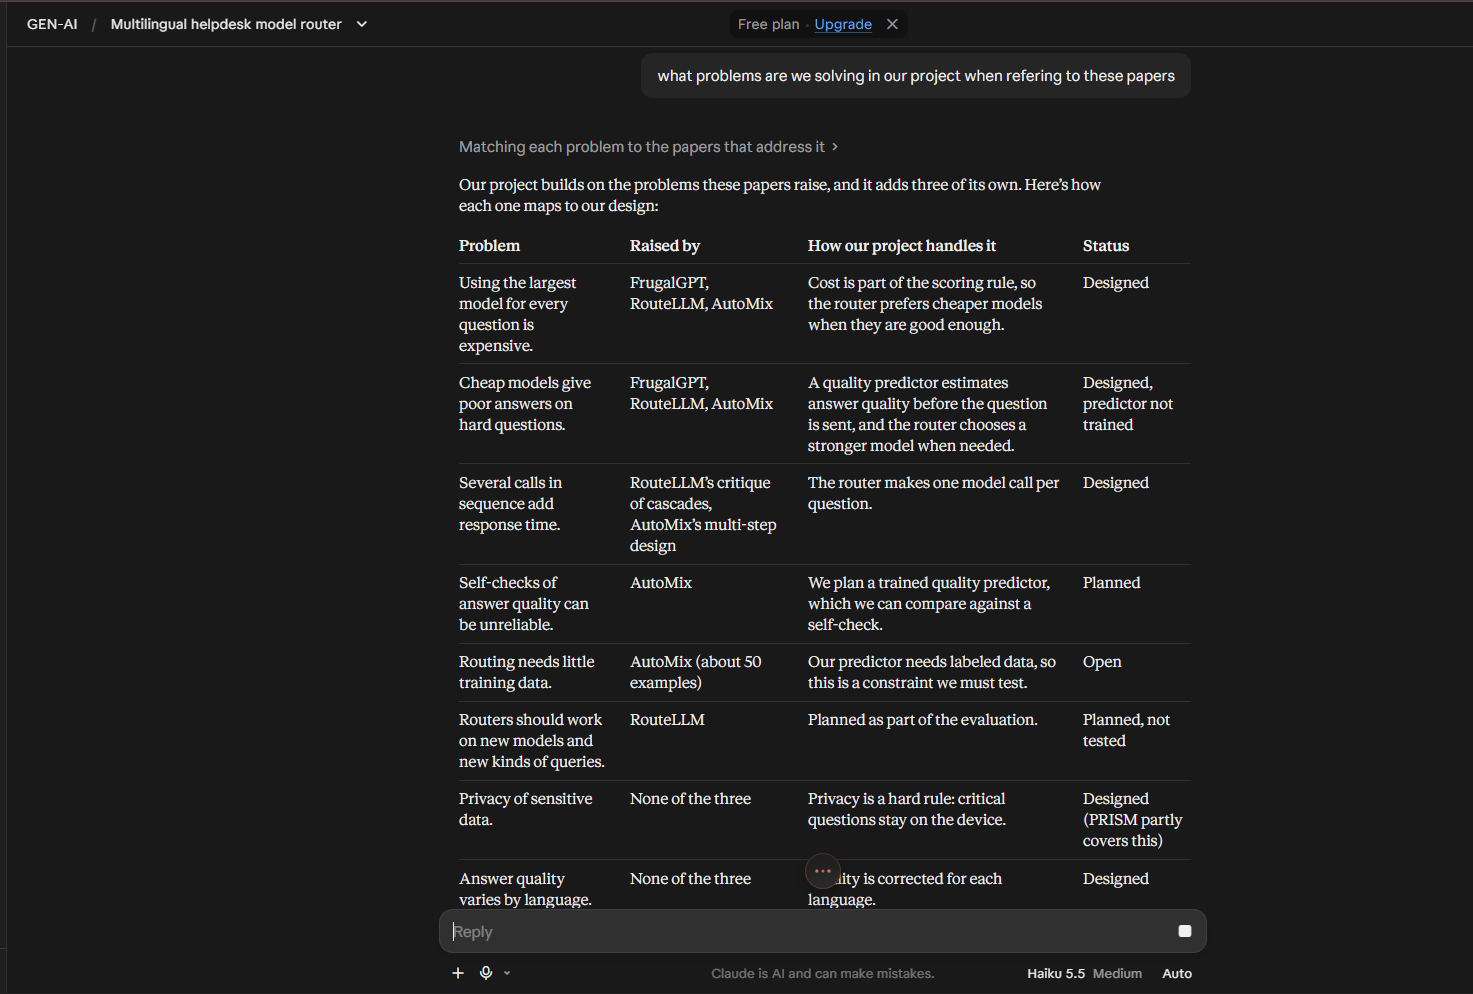 GEN-AI / Multilingual helpdesk model router
Free plan · Upgrade
what problems are we solving in our project when refering to these papers
Matching each problem to the papers that address it
Our project builds on the problems these papers raise, and it adds three of its own. Here's how
each one maps to our design:
Problem
Raised by
How our project handles it
Status
Using the largest
model for every
question is
expensive.
FrugalGPT,
RouteLLM, AutoMix
Cost is part of the scoring rule, so
the router prefers cheaper models
when they are good enough.
Designed
Cheap models give
poor answers on
hard questions.
FrugalGPT,
RouteLLM, AutoMix
A quality predictor estimates
answer quality before the question
is sent, and the router chooses a
stronger model when needed.
Designed,
predictor not
trained
Several calls in
sequence add
response time.
RouteLLM's critique
of cascades,
AutoMix's multi-step
design
The router makes one model call per
question.
Designed
Self-checks of
answer quality can
be unreliable.
AutoMix
We plan a trained quality predictor,
which we can compare against a
self-check.
Planned
Routing needs little
training data.
AutoMix (about 50
examples)
Our predictor needs labeled data, so
this is a constraint we must test.
Open
Routers should work
on new models and
new kinds of queries.
RouteLLM
Planned as part of the evaluation.
Planned, not
tested
Privacy of sensitive
data.
None of the three
Privacy is a hard rule: critical
questions stay on the device.
Designed
(PRISM partly
covers this)
Answer quality
varies by language.
None of the three
is corrected for each
language.
Designed
Reply
Claude is AI and can make mistakes.
Haiku 5.5 Medium
Auto